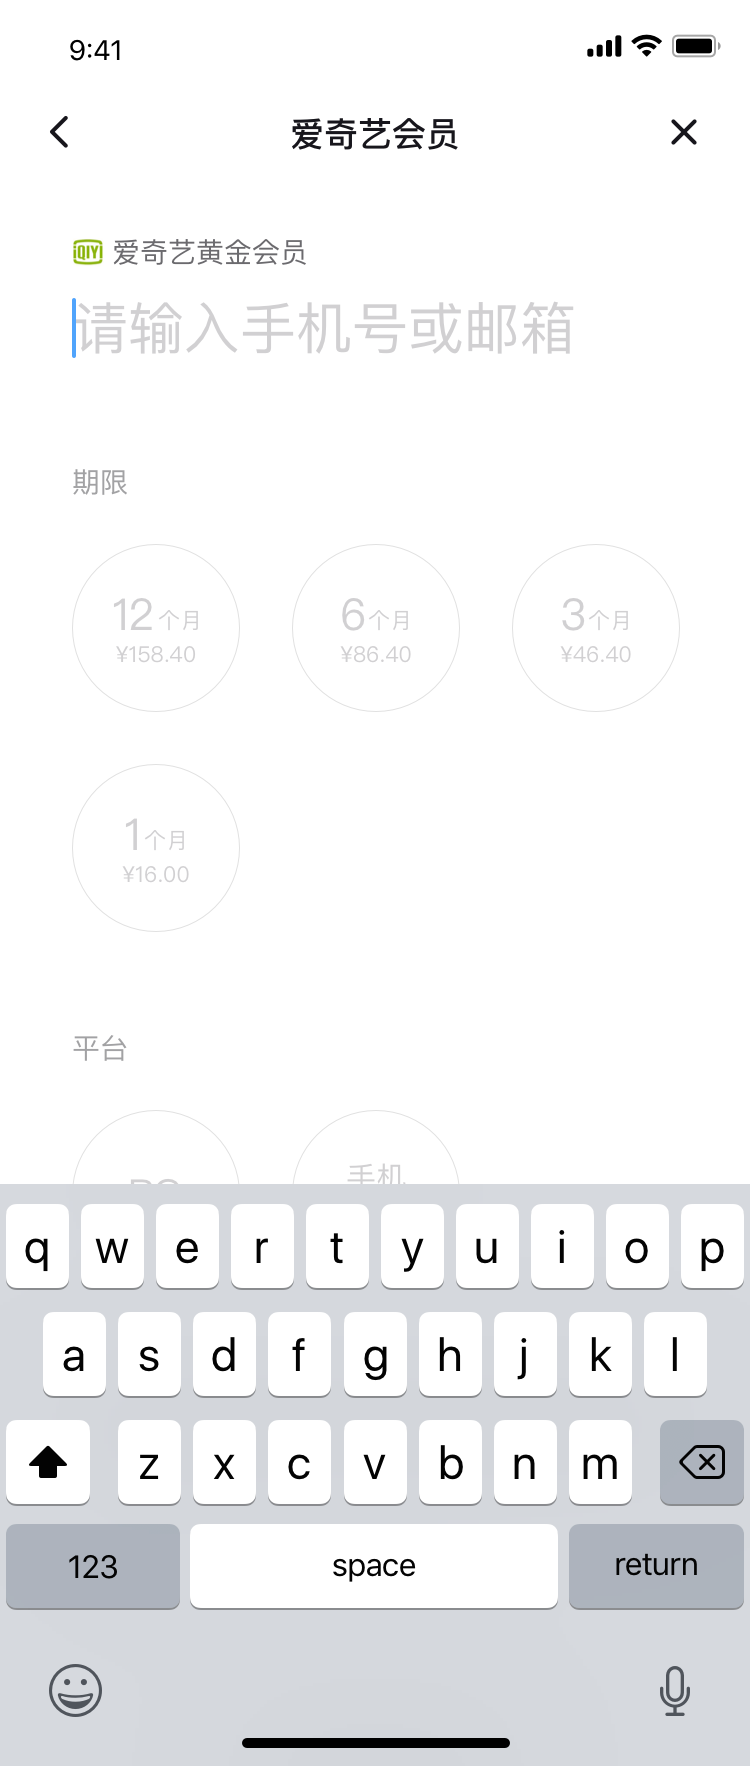 9:41
爱奇艺会员
iQIYI 爱奇艺黄金会员
请输入手机号或邮箱
期限
12个月
¥158.40
6个月
¥86.40
3个月
¥46.40
1个月
¥16.00
平台
手机
q w e r t y u i o p
a s d f g h j k l
z x c v b n m
123 space return